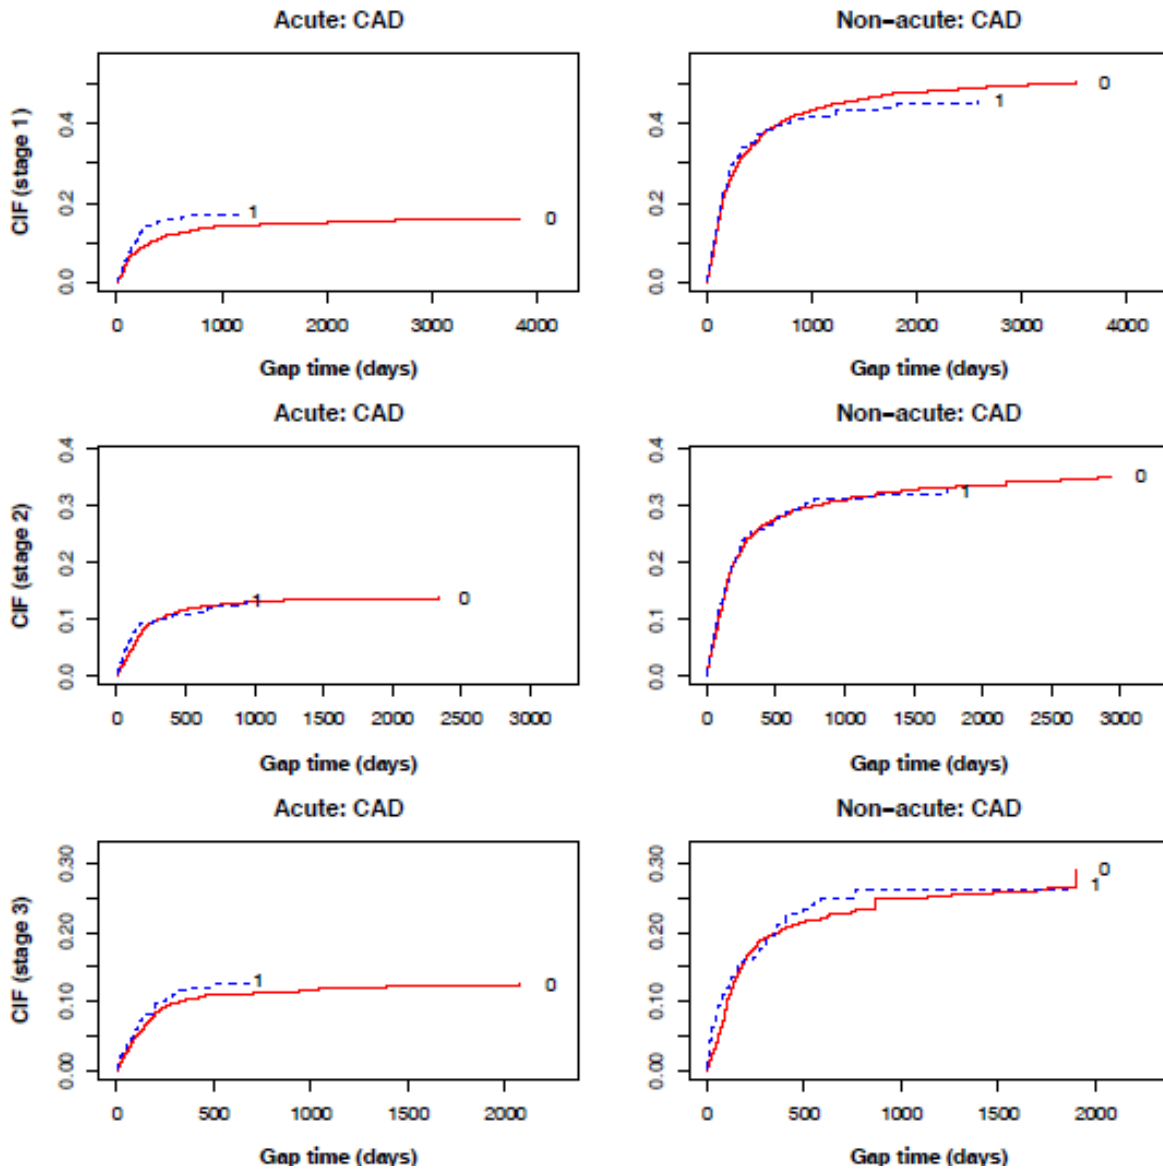 Acute: CAD
CIF (stage 1)
0.0 0.2 0.4
1
0
0 1000 2000 3000 4000
Gap time (days)
Non-acute: CAD
0.0 0.2 0.4
0
1
0 1000 2000 3000 4000
Gap time (days)
Acute: CAD
CIF (stage 2)
0.0 0.1 0.2 0.3 0.4
1
0
0 500 1000 1500 2000 2500 3000
Gap time (days)
Non-acute: CAD
0.0 0.1 0.2 0.3 0.4
0
1
0 500 1000 1500 2000 2500 3000
Gap time (days)
Acute: CAD
CIF (stage 3)
0.00 0.10 0.20 0.30
1
0
0 500 1000 1500 2000
Gap time (days)
Non-acute: CAD
0.00 0.10 0.20 0.30
0
1
0 500 1000 1500 2000
Gap time (days)